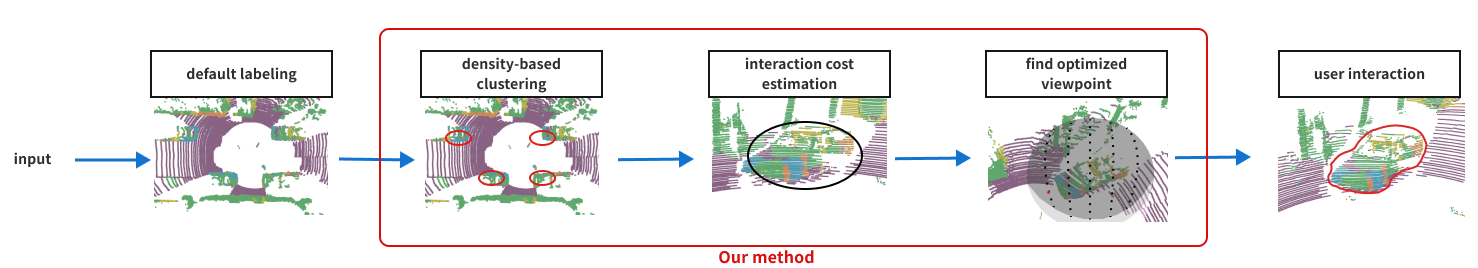 input
default labeling
density-based
clustering
interaction cost
estimation
find optimized
viewpoint
user interaction
Our method